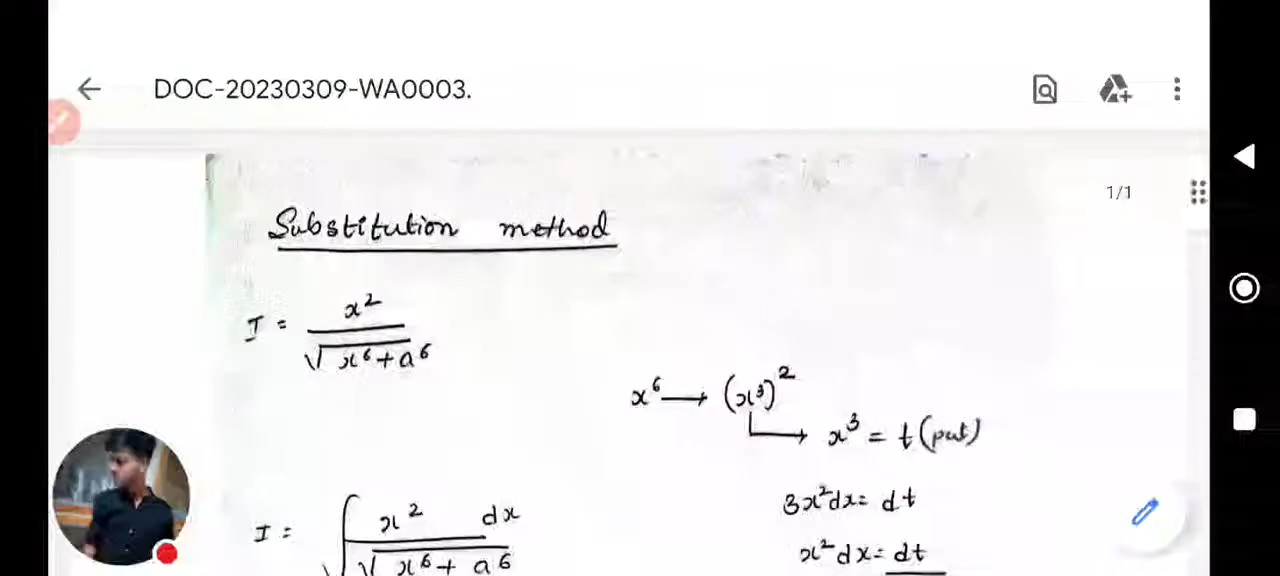 DOC-20230309-WA0003.
1/1
Substitution method
I = x² / √x⁶+a⁶
x⁶ → (x³)²
x³ = t (put)
3x²dx = dt
I = ∫ x² dx / √x⁶+a⁶
x²dx = dt